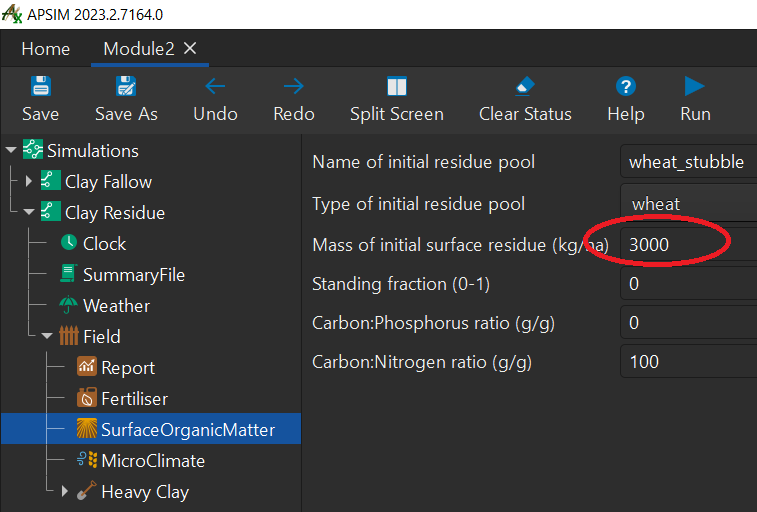 APSIM 2023.2.7164.0
Home Module2
Save Save As Undo Redo Split Screen Clear Status Help Run
Simulations
Clay Fallow
Clay Residue
Clock
SummaryFile
Weather
Field
Report
Fertiliser
SurfaceOrganicMatter
MicroClimate
Heavy Clay
Name of initial residue pool wheat_stubble
Type of initial residue pool wheat
Mass of initial surface residue (kg/ha) 3000
Standing fraction (0-1) 0
Carbon:Phosphorus ratio (g/g) 0
Carbon:Nitrogen ratio (g/g) 100